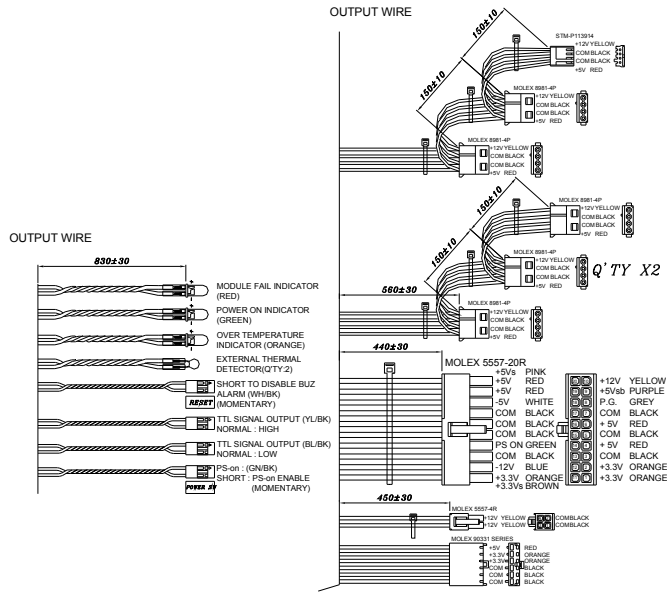 OUTPUT WIRE
STM-P113914
+12V YELLOW
COM BLACK
COM BLACK
+5V RED
150±10
150±10
MOLEX 8981-4P
+12V YELLOW
COM BLACK
COM BLACK
+5V RED
MOLEX 8981-4P
+12V YELLOW
COM BLACK
COM BLACK
+5V RED
150±10
150±10
MOLEX 8981-4P
+12V YELLOW
COM BLACK
COM BLACK
+5V RED
MOLEX 8981-4P
+12V YELLOW
COM BLACK
COM BLACK
+5V RED
Q'TY X2
560±30
MOLEX 8981-4P
+12V YELLOW
COM BLACK
COM BLACK
+5V RED
OUTPUT WIRE
830±30
MODULE FAIL INDICATOR
(RED)
POWER ON INDICATOR
(GREEN)
OVER TEMPERATURE
INDICATOR (ORANGE)
EXTERNAL THERMAL
DETECTOR(Q'TY:2)
SHORT TO DISABLE BUZ
ALARM (WH/BK)
(MOMENTARY)
RESET
TTL SIGNAL OUTPUT (YL/BK)
NORMAL : HIGH
TTL SIGNAL OUTPUT (BL/BK)
NORMAL : LOW
PS-on : (GN/BK)
SHORT : PS-on ENABLE
(MOMENTARY)
POWER SW
440±30
MOLEX 5557-20R
+5Vs PINK
+5V RED
+5V RED
-5V WHITE
COM BLACK
COM BLACK
COM BLACK
PS ON GREEN
COM BLACK
-12V BLUE
+3.3V ORANGE
+3.3Vs BROWN
+12V YELLOW
+5Vsb PURPLE
P.G. GREY
COM BLACK
+ 5V RED
COM BLACK
+ 5V RED
COM BLACK
+3.3V ORANGE
+3.3V ORANGE
450±30
MOLEX 5557-4R
+12V YELLOW
+12V YELLOW
COMBLACK
COMBLACK
MOLEX 90331 SERIES
+5V RED
+3.3V ORANGE
+3.3V ORANGE
COM BLACK
COM BLACK
COM BLACK